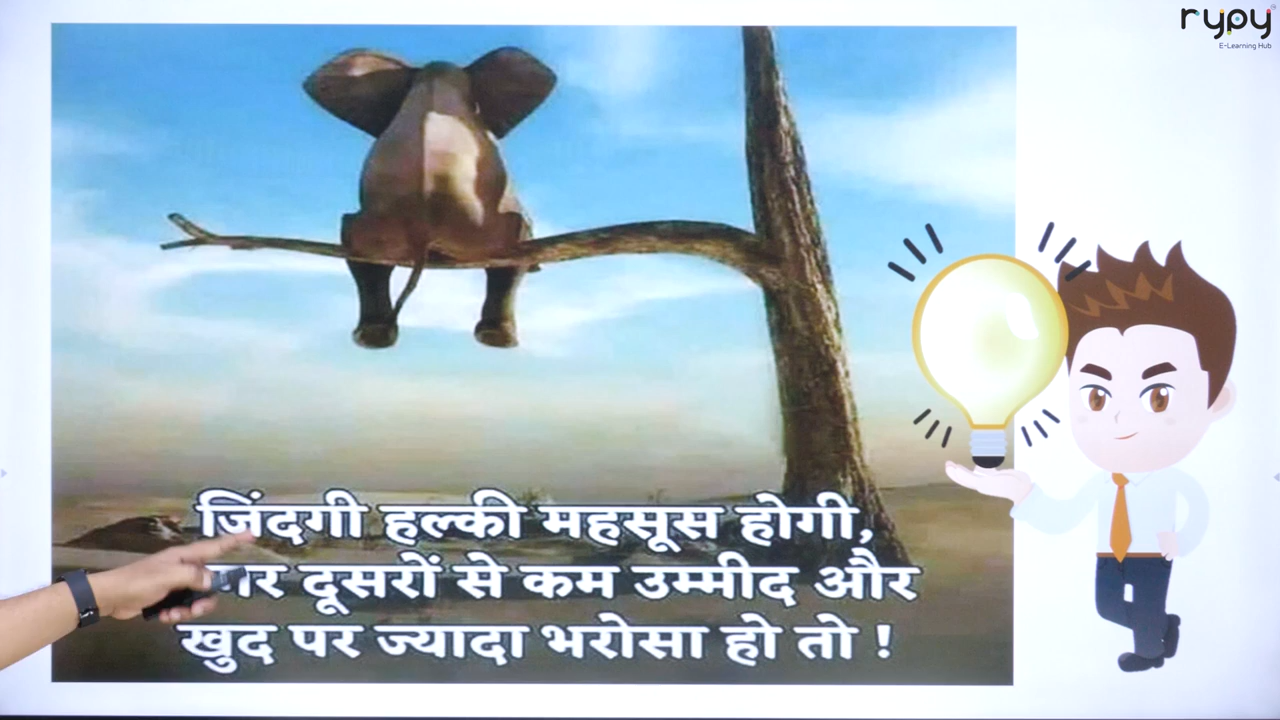 rypy
E-Learning Hub
जिंदगी हल्की महसूस होगी,
दूसरों से कम उम्मीद और
खुद पर ज्यादा भरोसा हो तो !